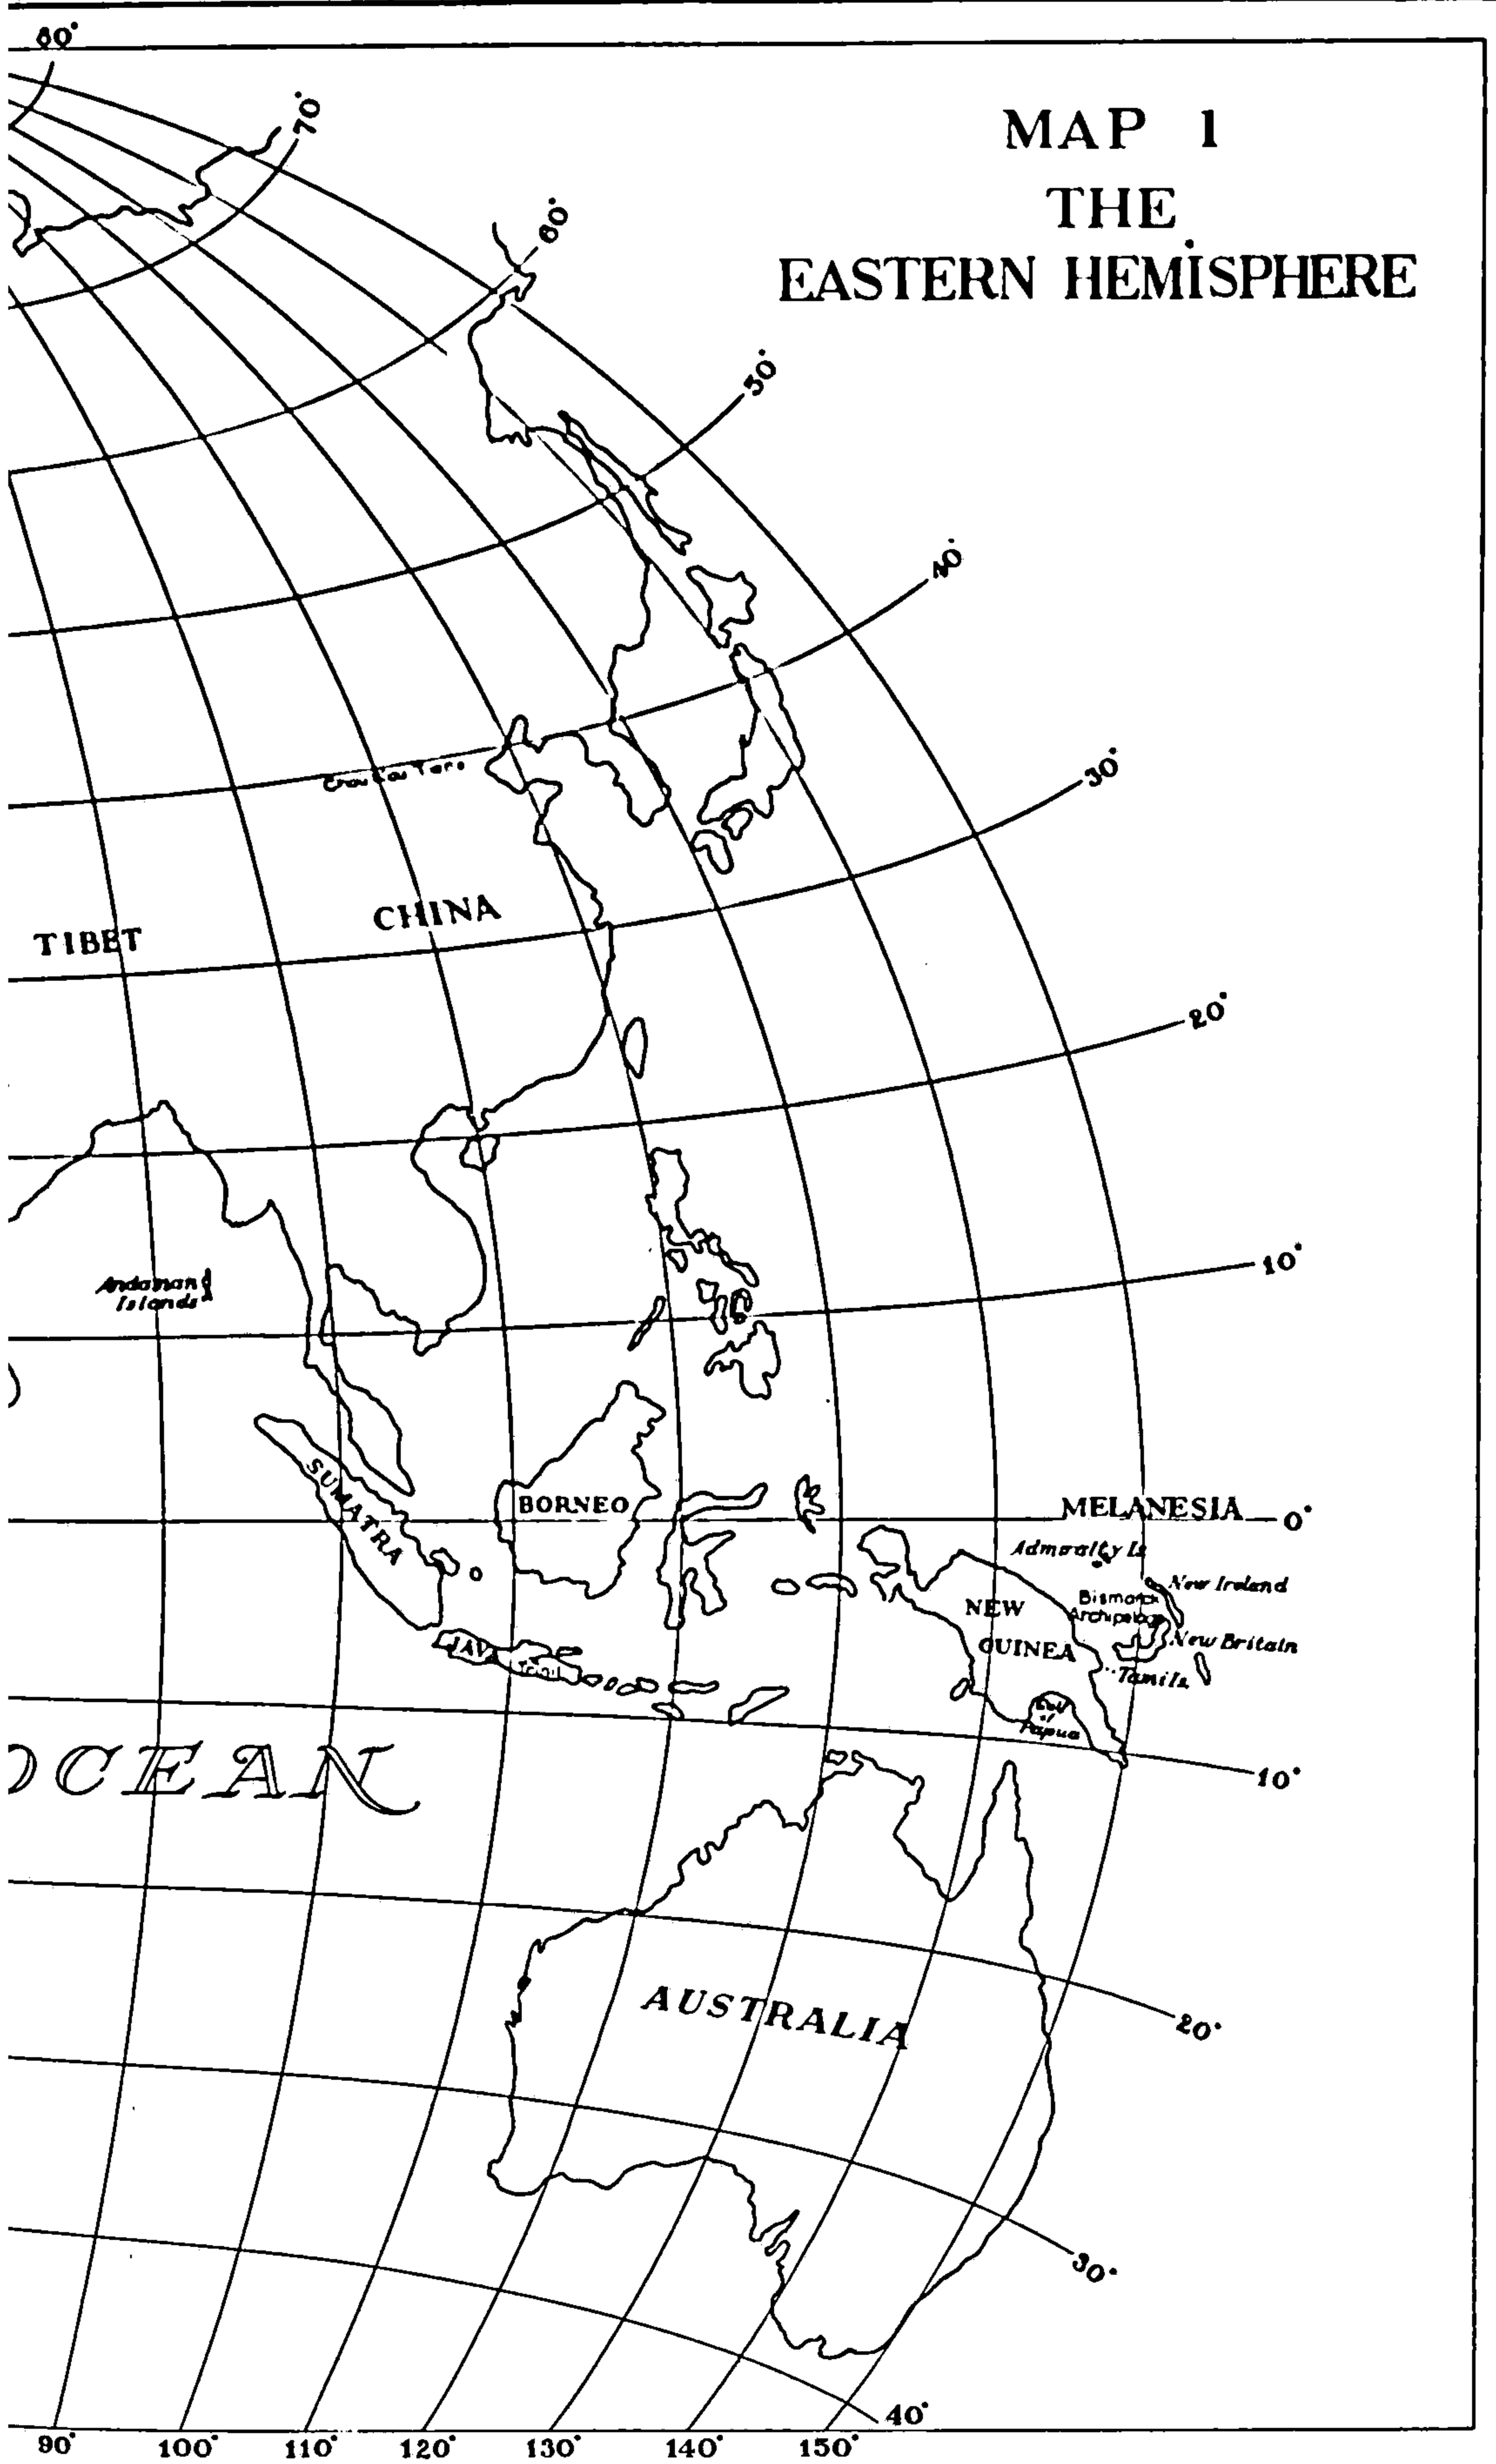 80°
70°
MAP 1
THE
EASTERN HEMISPHERE
60°
50°
40°
30°
CHINA
TIBET
20°
10°
Andaman
Islands
SUMATRA
BORNEO
MELANESIA
0°
Admiralty Is
New Ireland
Bismarck
Archipelago
NEW
GUINEA
New Britain
JAVA
Tami Is.
Gulf
of
Papua
OCEAN
10°
AUSTRALIA
20°
30°
40°
90° 100° 110° 120° 130° 140° 150°